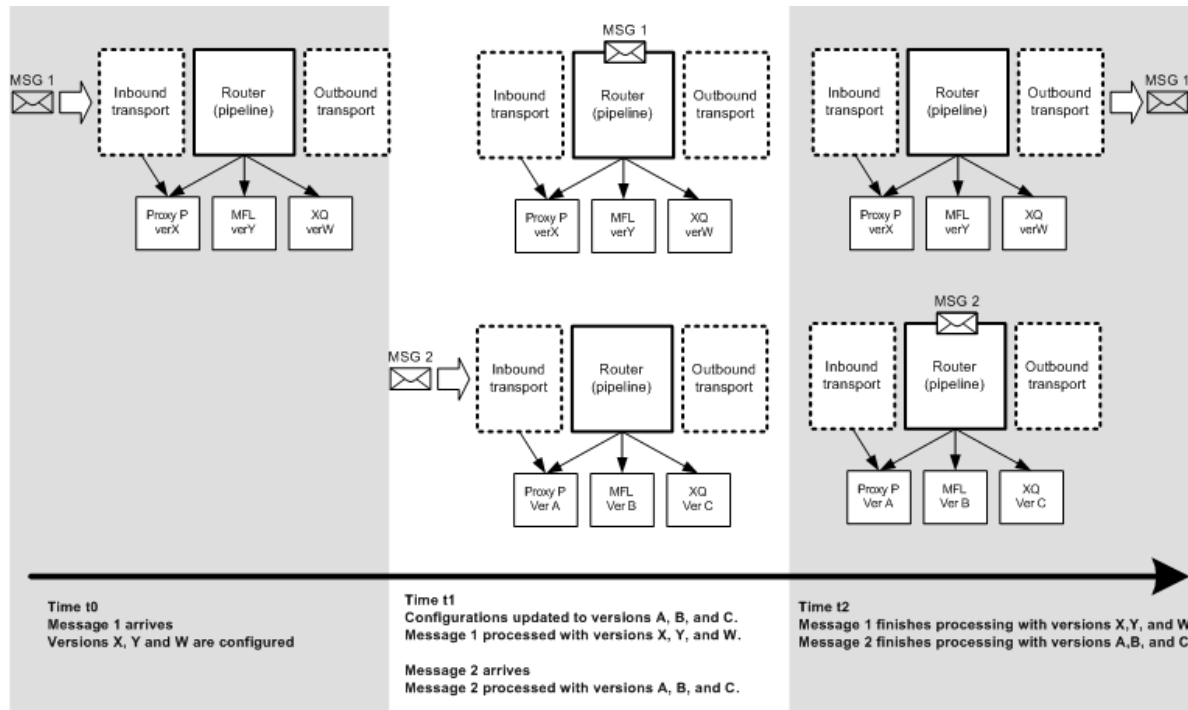 MSG 1
Inbound
transport
Router
(pipeline)
Outbound
transport
Proxy P
verX
MFL
verY
XQ
verW
MSG 1
Inbound
transport
Router
(pipeline)
Outbound
transport
Proxy P
verX
MFL
verY
XQ
verW
Inbound
transport
Router
(pipeline)
Outbound
transport
MSG 1
Proxy P
verX
MFL
verY
XQ
verW
MSG 2
Inbound
transport
Router
(pipeline)
Outbound
transport
Proxy P
Ver A
MFL
Ver B
XQ
Ver C
MSG 2
Inbound
transport
Router
(pipeline)
Outbound
transport
Proxy P
Ver A
MFL
Ver B
XQ
Ver C
Time t0
Message 1 arrives
Versions X, Y and W are configured
Time t1
Configurations updated to versions A, B, and C.
Message 1 processed with versions X, Y, and W.
Message 2 arrives
Message 2 processed with versions A, B, and C.
Time t2
Message 1 finishes processing with versions X,Y, and W
Message 2 finishes processing with versions A,B, and C